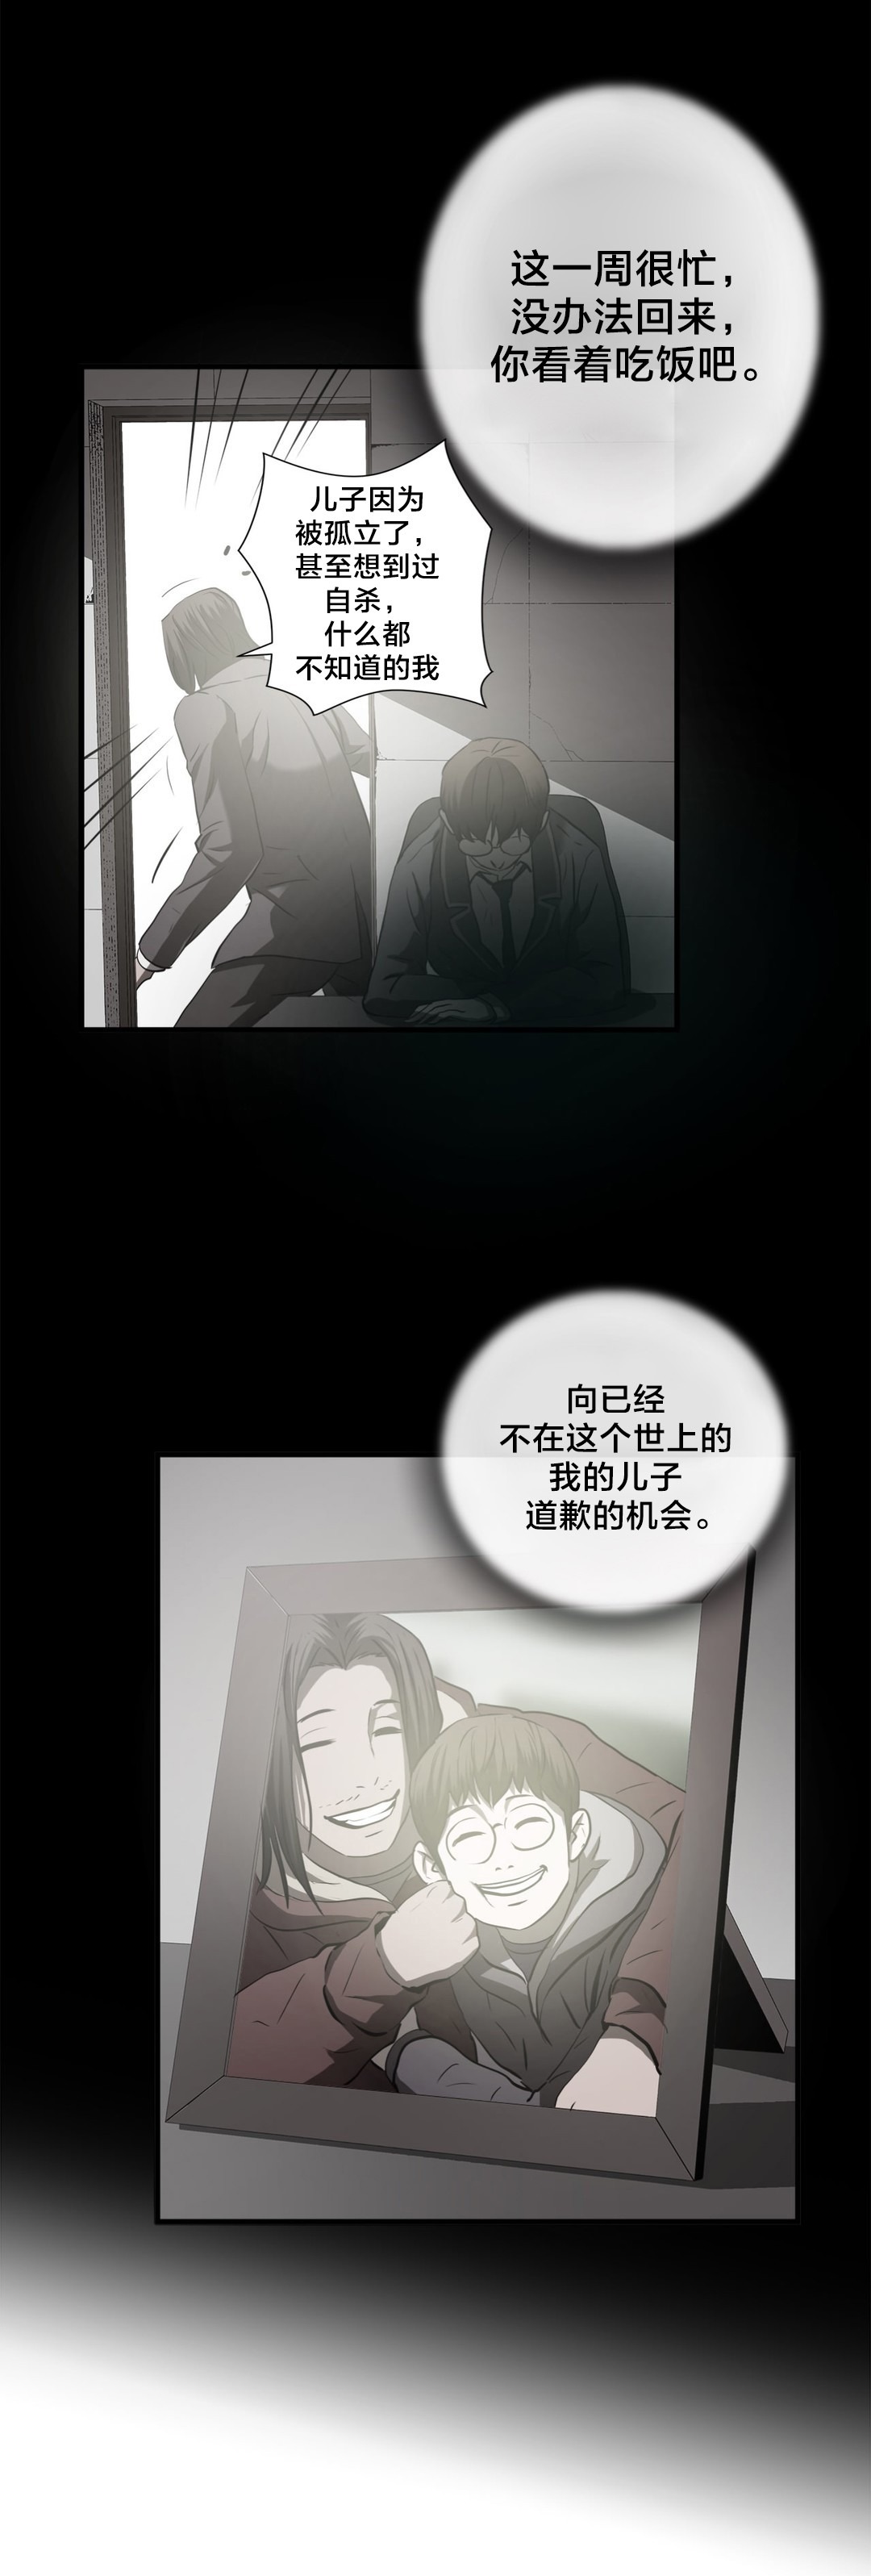 这一周很忙，
没办法回来，
你看着吃饭吧。
儿子因为
被孤立了，
甚至想到过
自杀，
什么都
不知道的我
向已经
不在这个世上的
我的儿子
道歉的机会。